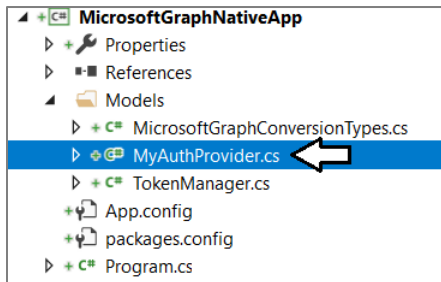 C# MicrosoftGraphNativeApp
Properties
References
Models
C# MicrosoftGraphConversionTypes.cs
C# MyAuthProvider.cs
C# TokenManager.cs
App.config
packages.config
C# Program.cs